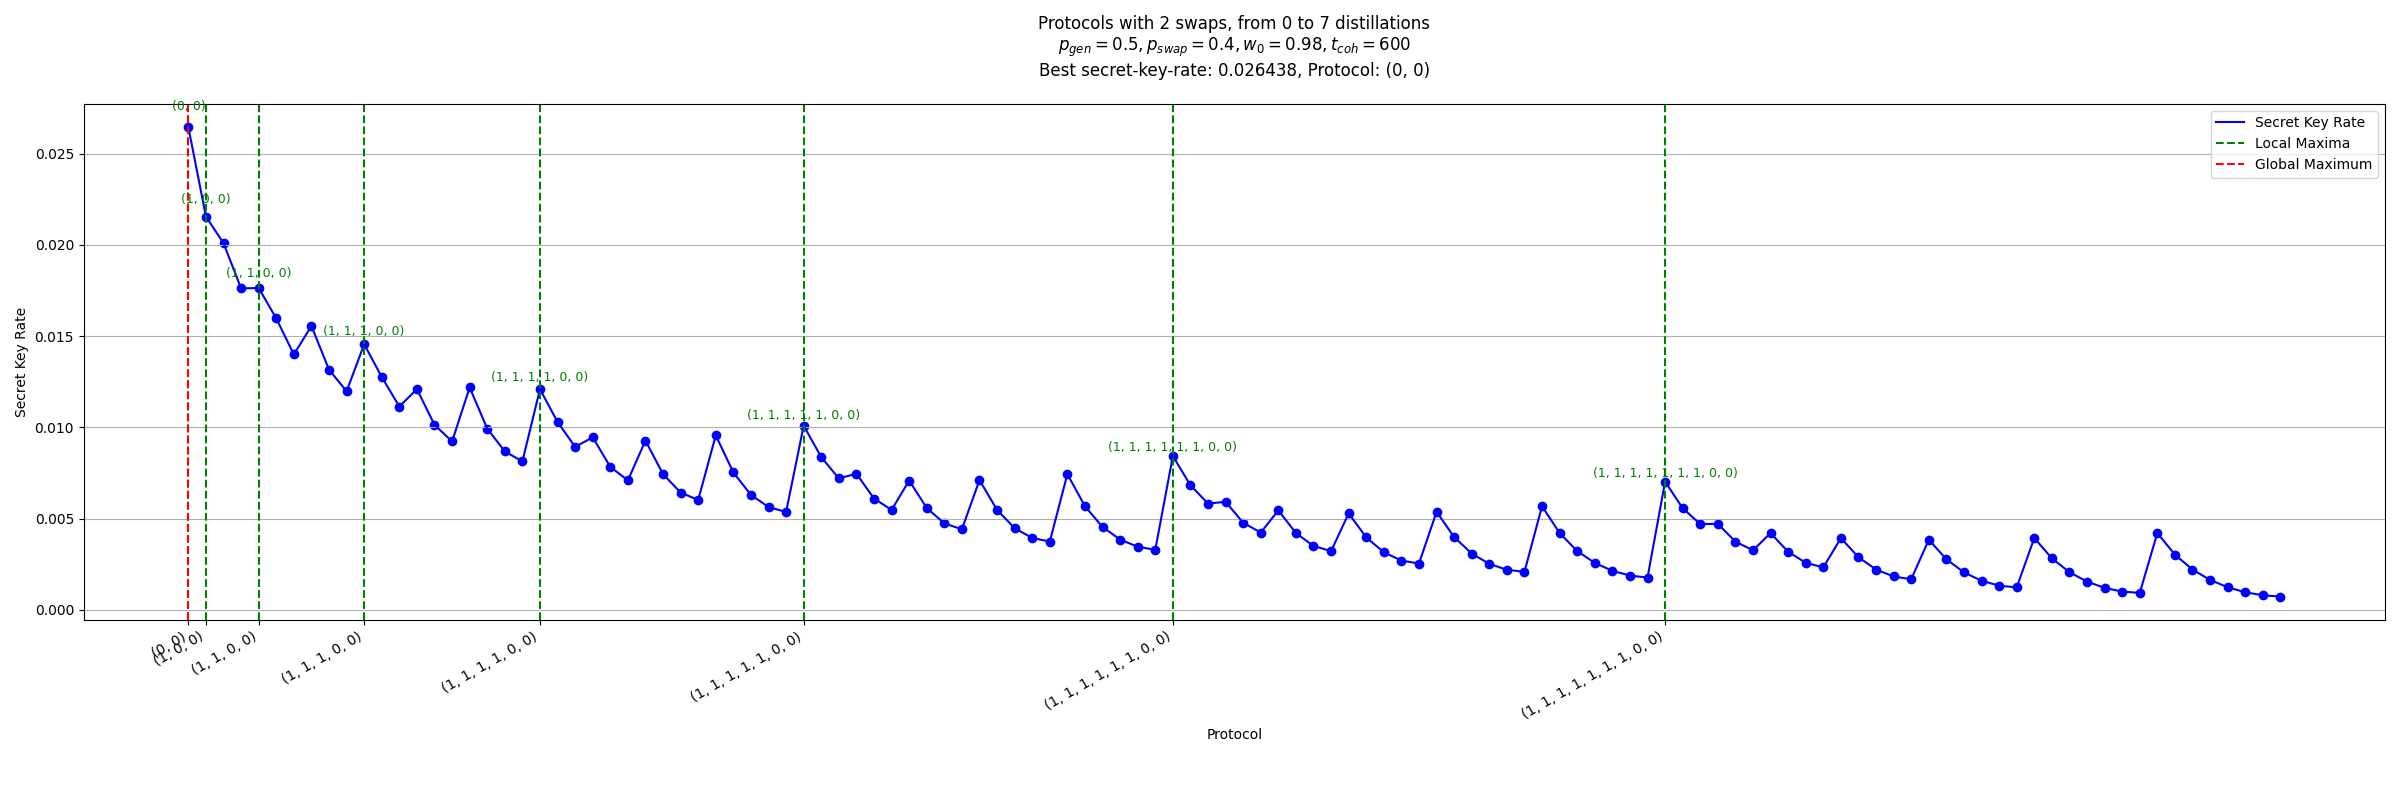 Protocols with 2 swaps, from 0 to 7 distillations
p_gen = 0.5, p_swap = 0.4, w_0 = 0.98, t_coh = 600
Best secret-key-rate: 0.026438, Protocol: (0, 0)
Secret Key Rate
Local Maxima
Global Maximum
(0, 0)
(1, 0, 0)
(1, 1, 0, 0)
(1, 1, 1, 0, 0)
(1, 1, 1, 1, 0, 0)
(1, 1, 1, 1, 1, 0, 0)
(1, 1, 1, 1, 1, 1, 0, 0)
(1, 1, 1, 1, 1, 1, 1, 0, 0)
Secret Key Rate
0.025
0.020
0.015
0.010
0.005
0.000
(0, 0)
(1, 0, 0)
(1, 1, 0, 0)
(1, 1, 1, 0, 0)
(1, 1, 1, 1, 0, 0)
(1, 1, 1, 1, 1, 0, 0)
(1, 1, 1, 1, 1, 1, 0, 0)
(1, 1, 1, 1, 1, 1, 1, 0, 0)
Protocol